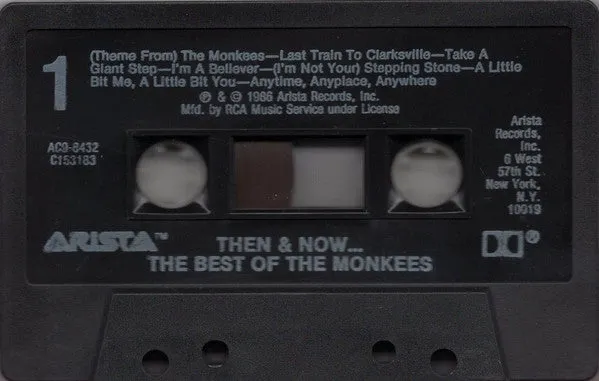 1
(Theme From) The Monkees—Last Train To Clarksville—Take A
Giant Step—I'm A Believer—(I'm Not Your) Stepping Stone—A Little
Bit Me, A Little Bit You—Anytime, Anyplace, Anywhere
℗ & © 1986 Arista Records, Inc.
Mfd. by RCA Music Service under License
AC9-8432
C153183
Arista
Records,
Inc.
6 West
57th St.
New York,
N.Y.
10019
ARISTA™
THEN & NOW...
THE BEST OF THE MONKEES
®